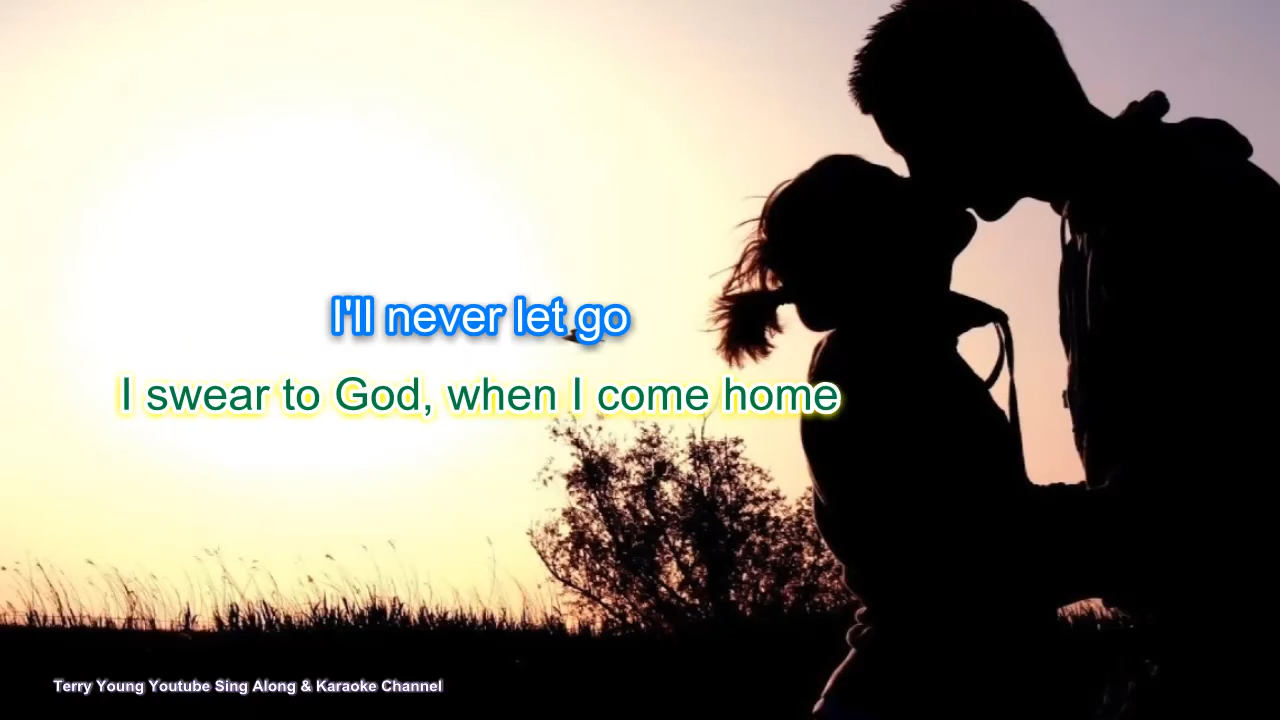 I'll never let go
I swear to God, when I come home
Terry Young Youtube Sing Along & Karaoke Channel